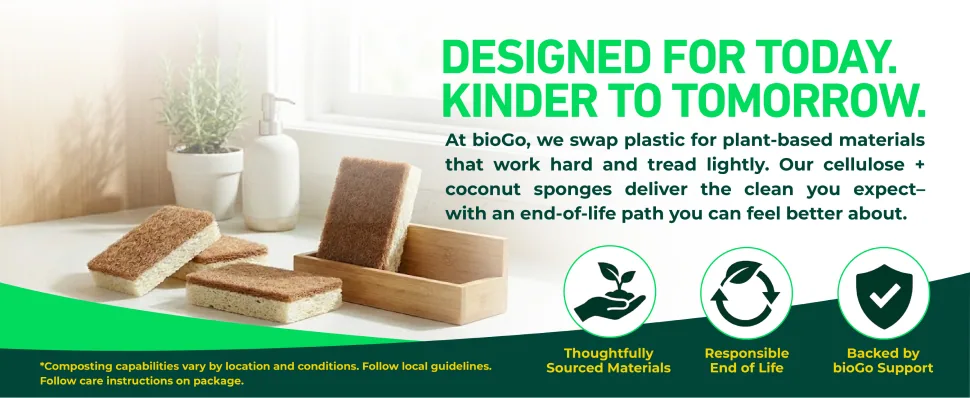 DESIGNED FOR TODAY.
KINDER TO TOMORROW.
At bioGo, we swap plastic for plant-based materials
that work hard and tread lightly. Our cellulose +
coconut sponges deliver the clean you expect–
with an end-of-life path you can feel better about.
Thoughtfully
Sourced Materials
Responsible
End of Life
Backed by
bioGo Support
*Composting capabilities vary by location and conditions. Follow local guidelines.
Follow care instructions on package.